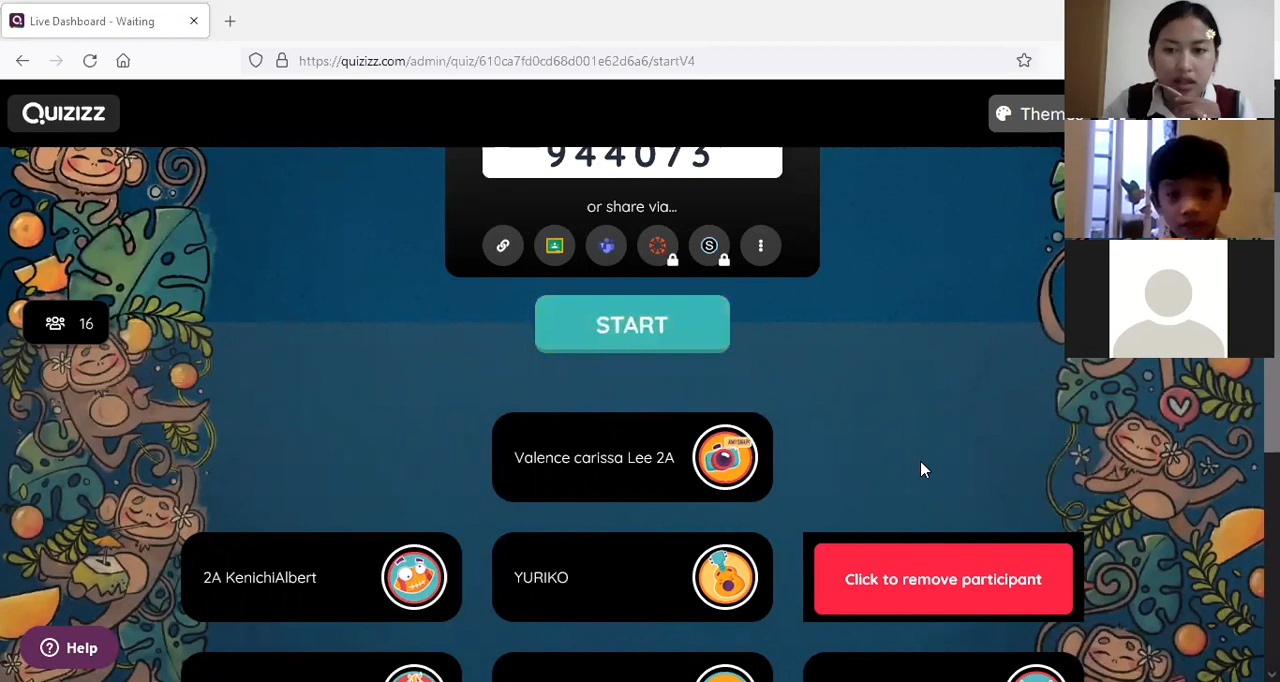 Live Dashboard - Waiting
https://quizizz.com/admin/quiz/610ca7fd0cd68d001e62d6a6/startV4
QUIZIZZ
Themes
944073
or share via...
S
16
START
Valence carissa Lee 2A
2A KenichiAlbert
YURIKO
Click to remove participant
Help